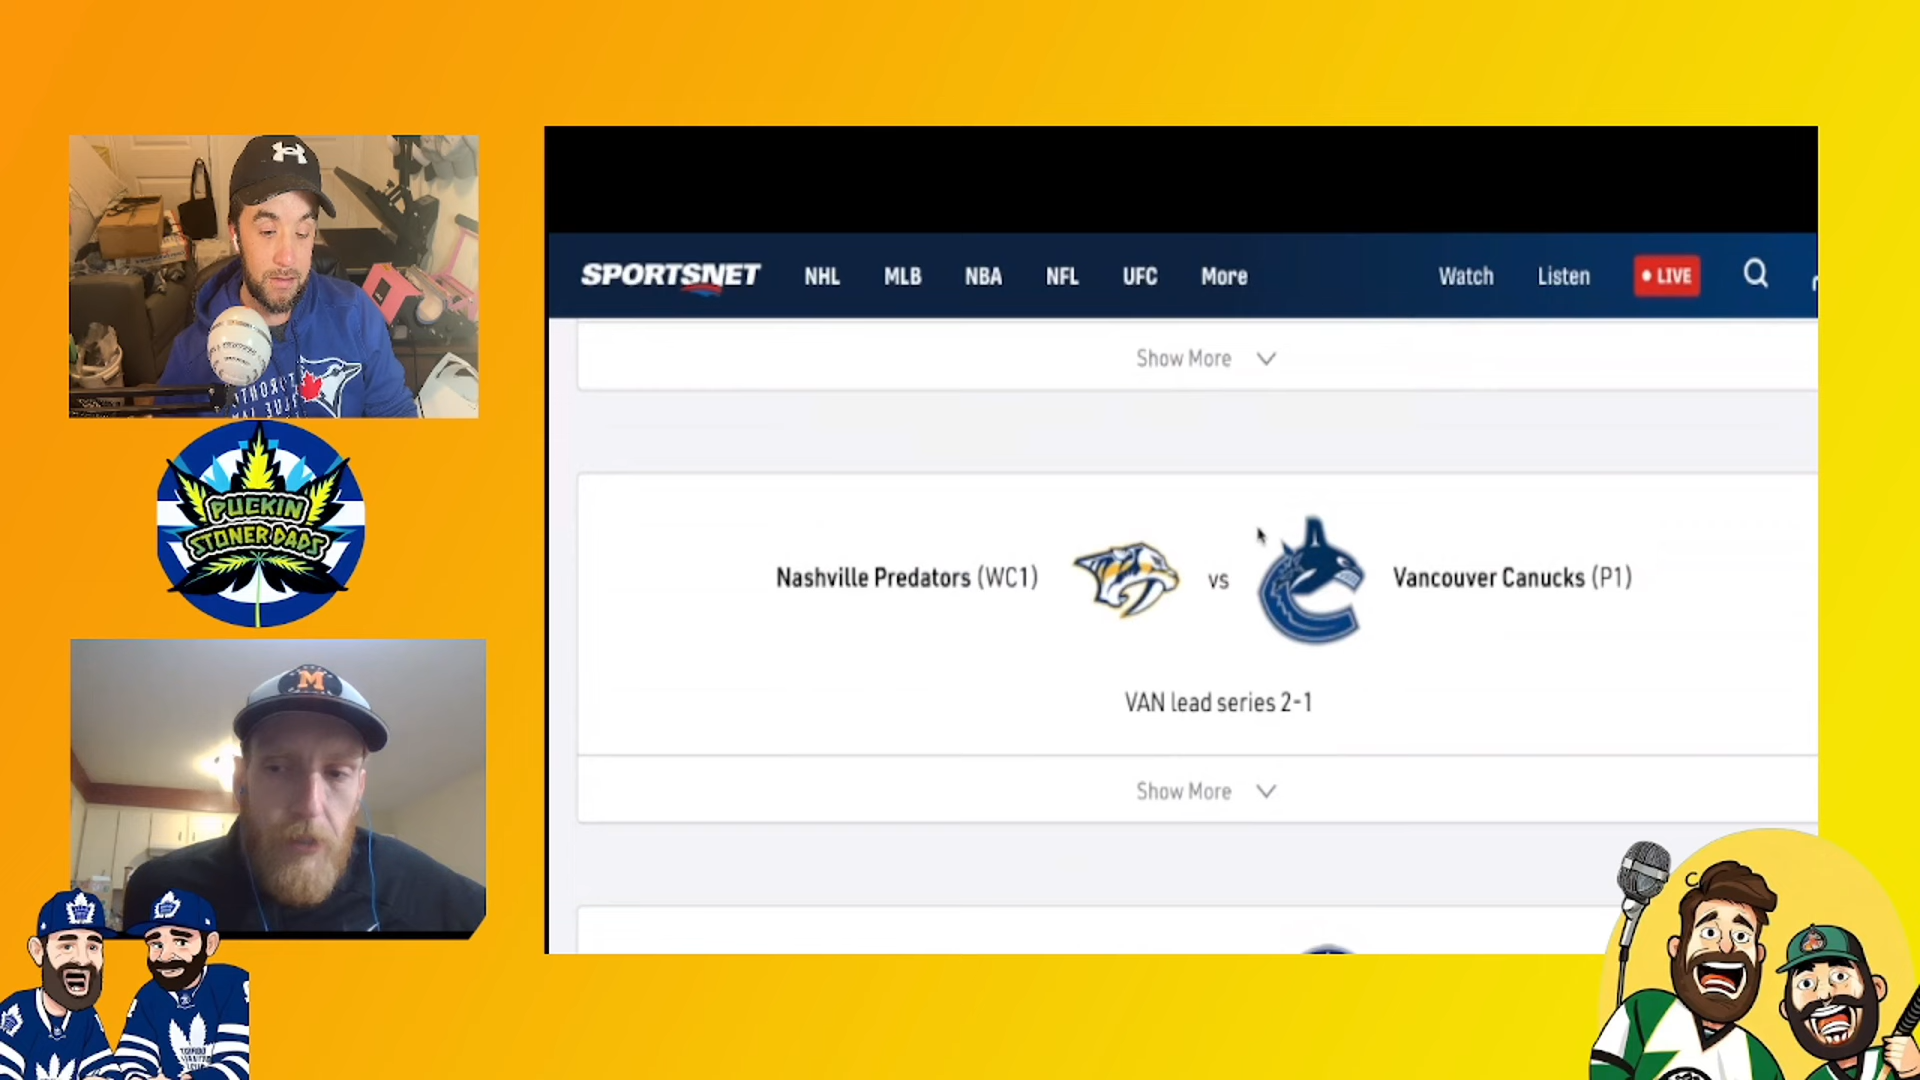 SPORTSNET NHL MLB NBA NFL UFC More Watch Listen LIVE
Show More
Nashville Predators (WC1) vs Vancouver Canucks (P1)
VAN lead series 2-1
Show More
PUCKIN
STONER DADS
M